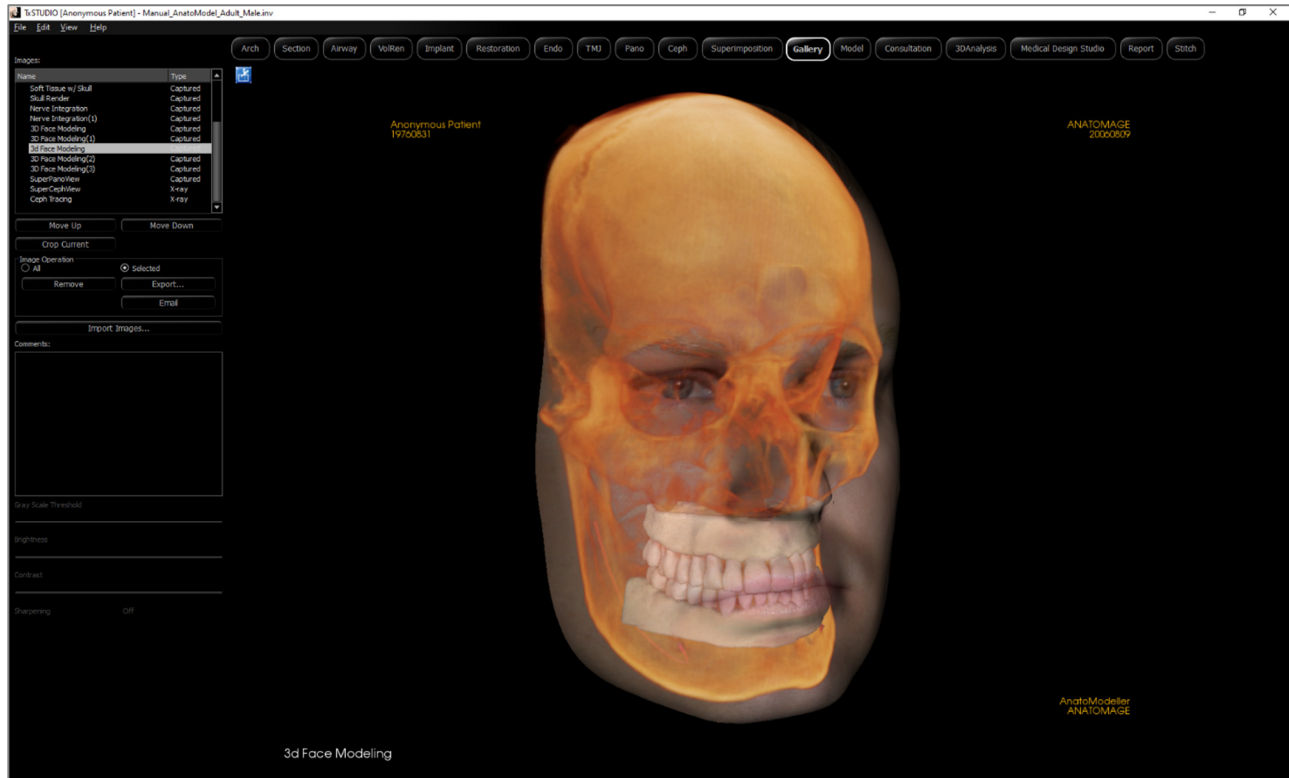 TxSTUDIO [Anonymous Patient] - Manual_AnatoModel_Adult_Male.inv
File Edit View Help
Arch Section Airway VolRen Implant Restoration Endo TMJ Pano Ceph Superimposition Gallery Model Consultation 3DAnalysis Medical Design Studio Report Stitch
Images:
Name Type
Soft Tissue w/ Skull Captured
Skull Render Captured
Nerve Integration Captured
Nerve Integration(1) Captured
3D Face Modeling Captured
3D Face Modeling(1) Captured
3d Face Modeling Captured
3D Face Modeling(2) Captured
3D Face Modeling(3) Captured
SuperPanoView Captured
SuperCephView X-ray
Ceph Tracing X-ray
Move Up Move Down
Crop Current
Image Operation
All Selected
Remove Export...
Email
Import Images...
Comments:
Gray Scale Threshold
Brightness
Contrast
Sharpening Off
Anonymous Patient
19760831
ANATOMAGE
20060809
AnatoModeller
ANATOMAGE
3d Face Modeling